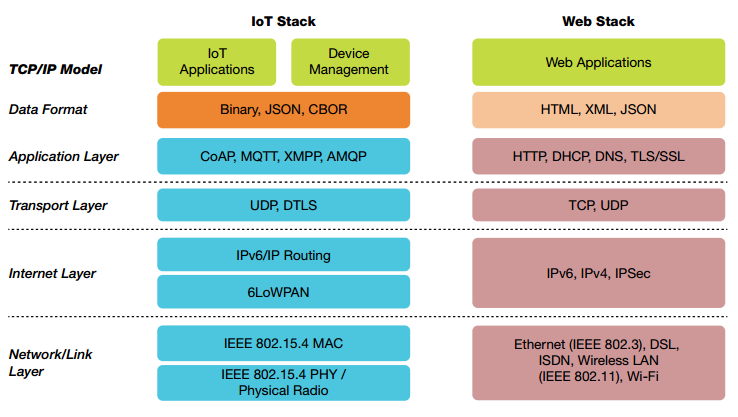 IoT Stack
Web Stack
TCP/IP Model
IoT
Applications
Device
Management
Web Applications
Data Format
Binary, JSON, CBOR
HTML, XML, JSON
Application Layer
CoAP, MQTT, XMPP, AMQP
HTTP, DHCP, DNS, TLS/SSL
Transport Layer
UDP, DTLS
TCP, UDP
Internet Layer
IPv6/IP Routing
6LoWPAN
IPv6, IPv4, IPSec
Network/Link
Layer
IEEE 802.15.4 MAC
IEEE 802.15.4 PHY /
Physical Radio
Ethernet (IEEE 802.3), DSL,
ISDN, Wireless LAN
(IEEE 802.11), Wi-Fi